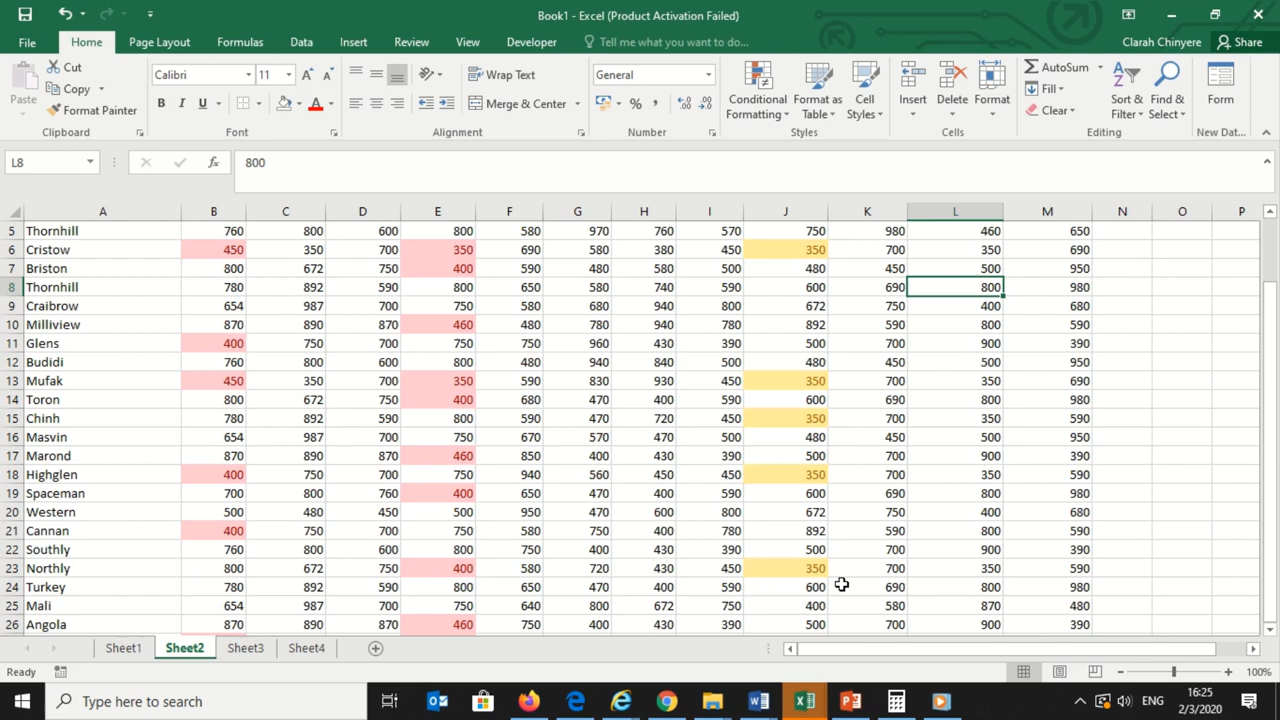 Book1 - Excel (Product Activation Failed)
File Home Page Layout Formulas Data Insert Review View Developer Tell me what you want to do... Clarah Chinyere Share
Paste Cut Copy Format Painter Clipboard
Calibri 11 B I U A Font
Wrap Text Merge & Center Alignment
General % , Number
Conditional Formatting Format as Table Cell Styles Styles
Insert Delete Format Cells
AutoSum Fill Clear Sort & Filter Find & Select Editing
Form New Dat...
L8 fx 800
A B C D E F G H I J K L M N O P
5 Thornhill 760 800 600 800 580 970 760 570 750 980 460 650
6 Cristow 450 350 700 350 690 580 380 450 350 700 350 690
7 Briston 800 672 750 400 590 480 580 500 480 450 500 950
8 Thornhill 780 892 590 800 650 580 740 590 600 690 800 980
9 Craibrow 654 987 700 750 580 680 940 800 672 750 400 680
10 Milliview 870 890 870 460 480 780 940 780 892 590 800 590
11 Glens 400 750 700 750 750 960 430 390 500 700 900 390
12 Budidi 760 800 600 800 480 940 840 500 480 450 500 950
13 Mufak 450 350 700 350 590 830 930 450 350 700 350 690
14 Toron 800 672 750 400 680 470 400 590 600 690 800 980
15 Chinh 780 892 590 800 590 470 720 450 350 700 350 590
16 Masvin 654 987 700 750 670 570 470 500 480 450 500 950
17 Marond 870 890 870 460 850 400 430 390 500 700 900 390
18 Highglen 400 750 700 750 940 560 450 450 350 700 350 590
19 Spaceman 700 800 760 400 650 470 400 590 600 690 800 980
20 Western 500 480 450 500 950 470 600 800 672 750 400 680
21 Cannan 400 750 700 750 580 750 400 780 892 590 800 590
22 Southly 760 800 600 800 750 400 430 390 500 700 900 390
23 Northly 800 672 750 400 580 720 430 450 350 700 350 590
24 Turkey 780 892 590 800 650 470 400 590 600 690 800 980
25 Mali 654 987 700 750 640 800 672 750 400 580 870 480
26 Angola 870 890 870 460 750 400 430 390 500 700 900 390
Sheet1 Sheet2 Sheet3 Sheet4
Ready 100%
Type here to search ENG 16:25
2/3/2020